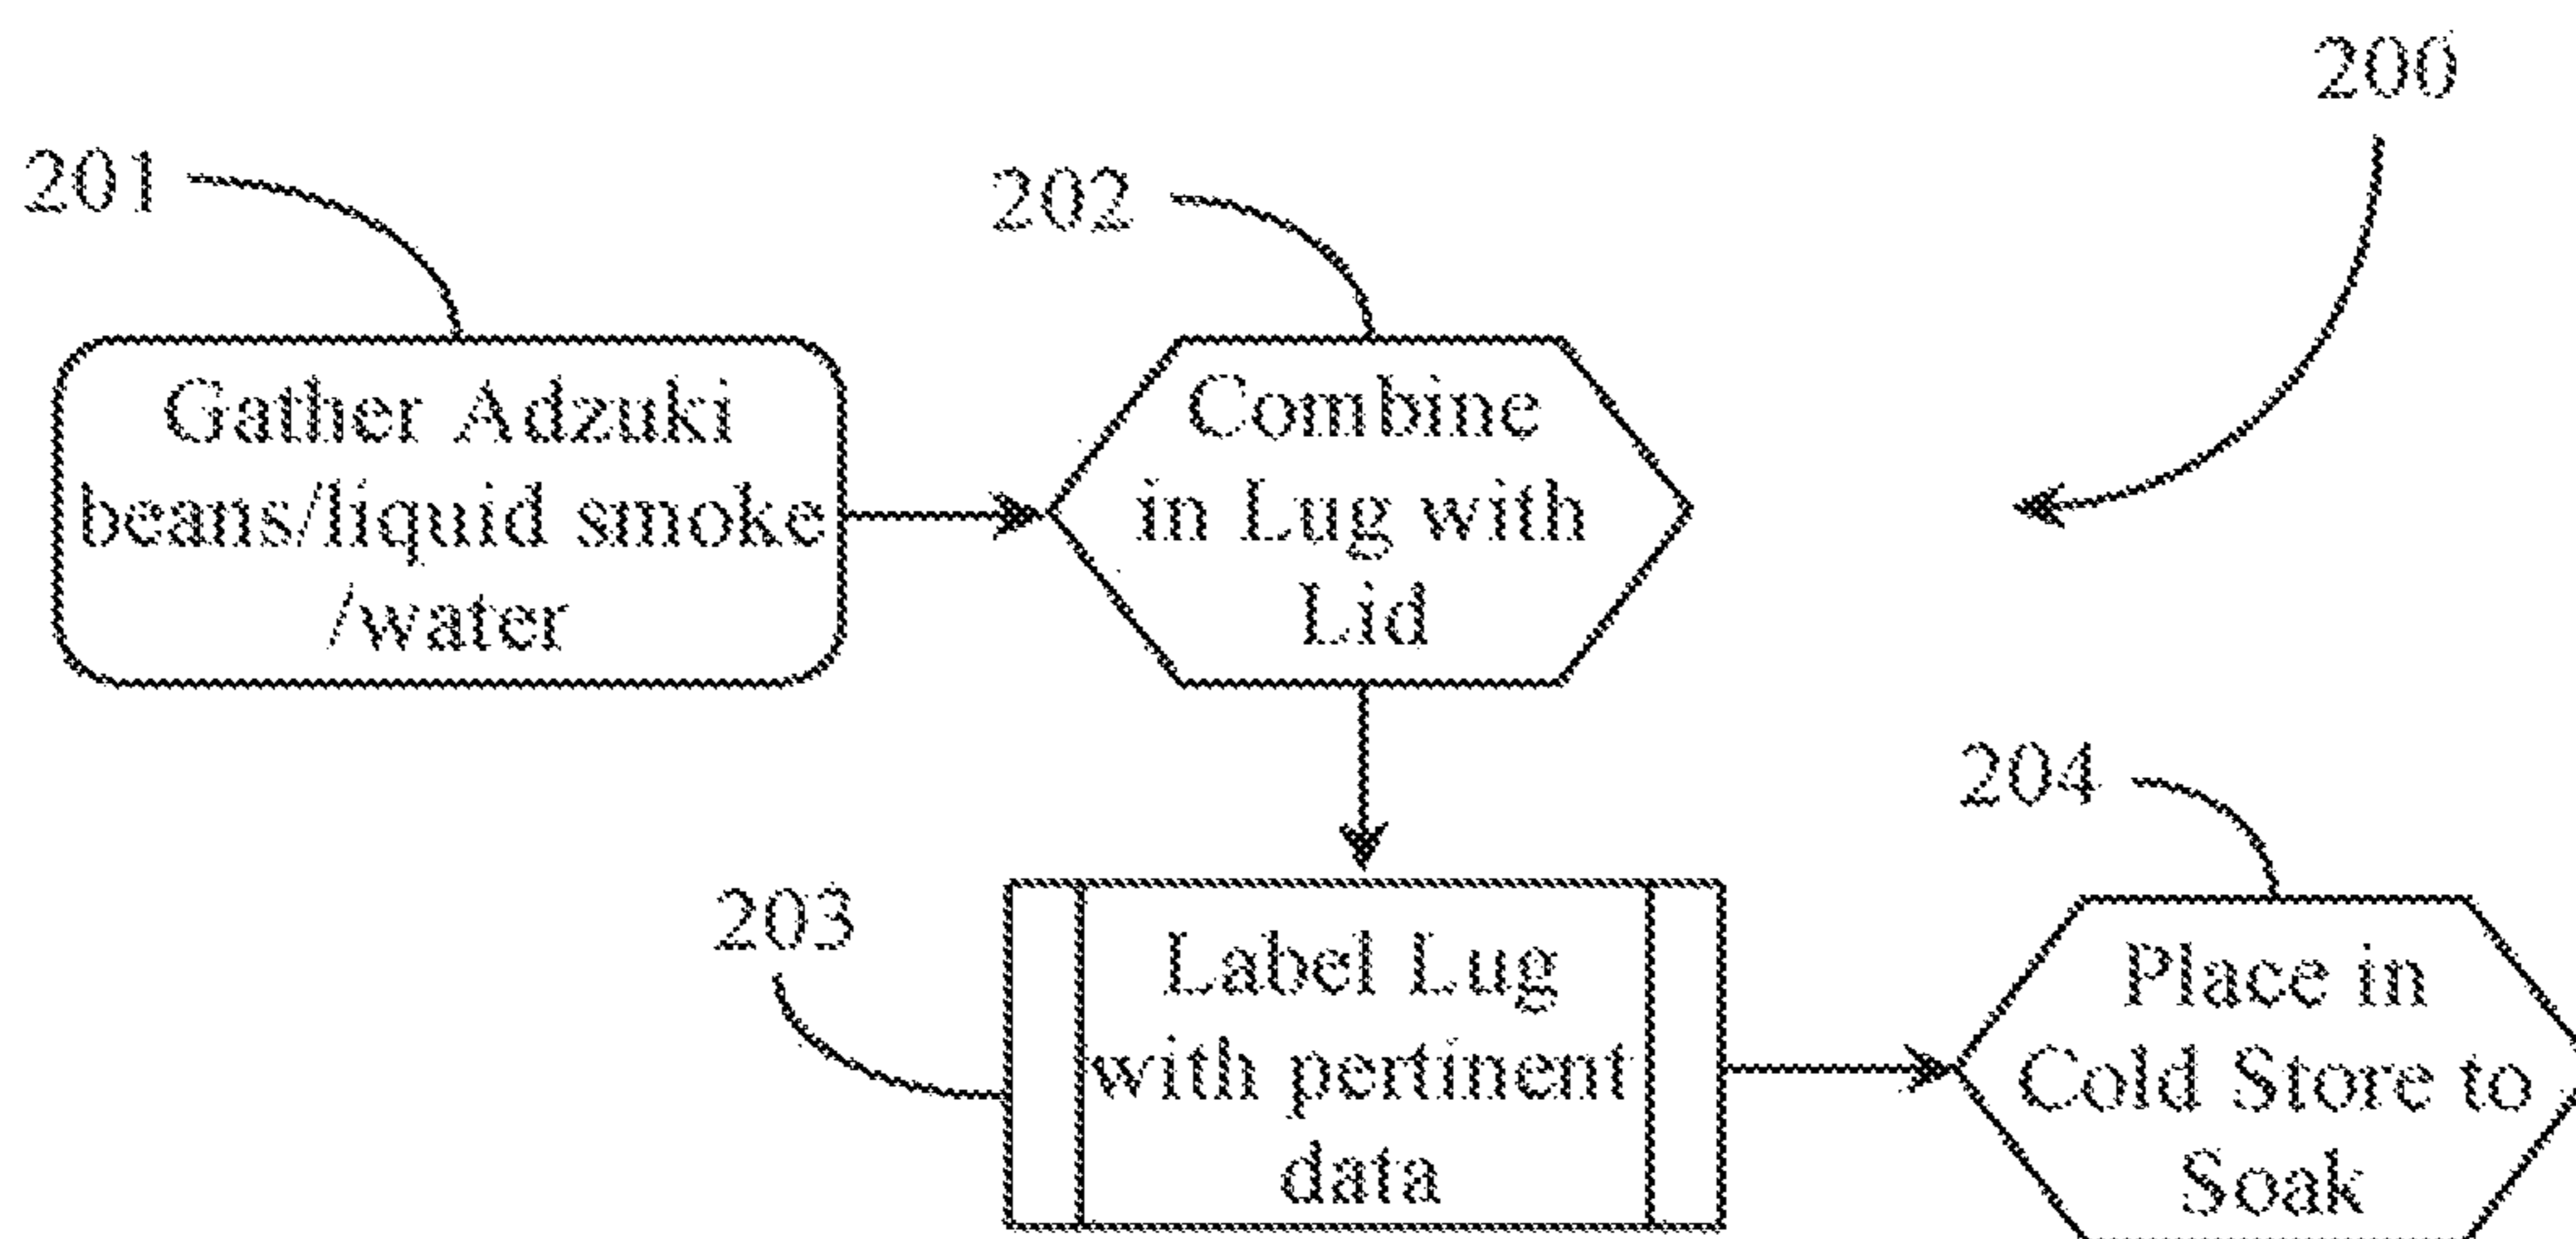 200
201
202
Gather Adzuki
beans/liquid smoke
/water
Combine
in Lug with
Lid
203
Label Lug
with pertinent
data
204
Place in
Cold Store to
Soak